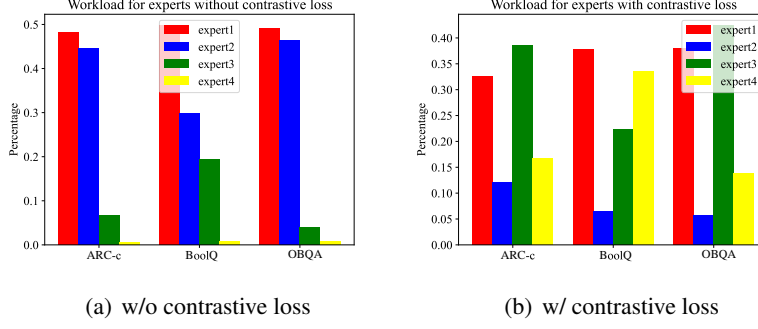 Workload for experts without contrastive loss
0.5
0.4
0.3
0.2
0.1
0.0
Percentage
expert1
expert2
expert3
expert4
ARC-c BoolQ OBQA
(a) w/o contrastive loss
Workload for experts with contrastive loss
0.40
0.35
0.30
0.25
0.20
0.15
0.10
0.05
0.00
Percentage
expert1
expert2
expert3
expert4
ARC-c BoolQ OBQA
(b) w/ contrastive loss